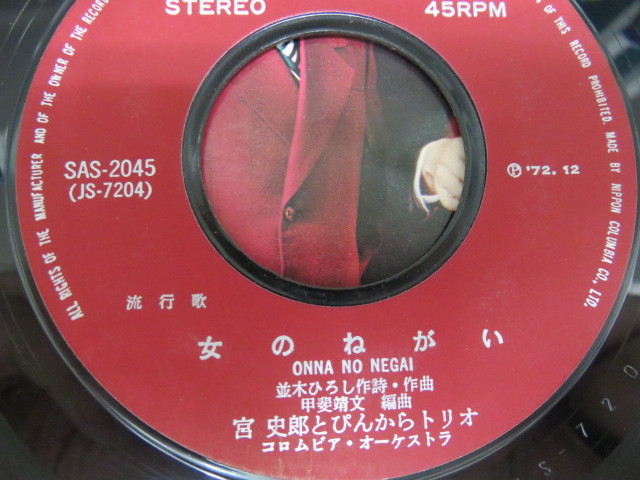 STEREO
45RPM
SAS-2045
(JS-7204)
Ⓟ '72.12
流行歌
女のねがい
ONNA NO NEGAI
並木ひろし作詩・作曲
甲斐靖文 編曲
宮 史郎とぴんからトリオ
コロムビア・オーケストラ
ALL RIGHTS OF THE MANUFACTURER AND OF THE OWNER OF THE RECOR
OF THIS RECORD PROHIBITED. MADE BY NIPPON COLUMBIA CO., LTD.
S-720